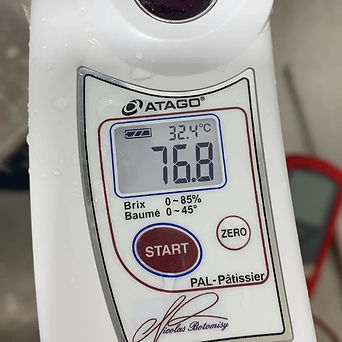 ATAGO®
32.4°C
76.8
Brix 0~85%
Baumé 0~45°
START
ZERO
PAL-Pâtissier
Nicolas Botomisy